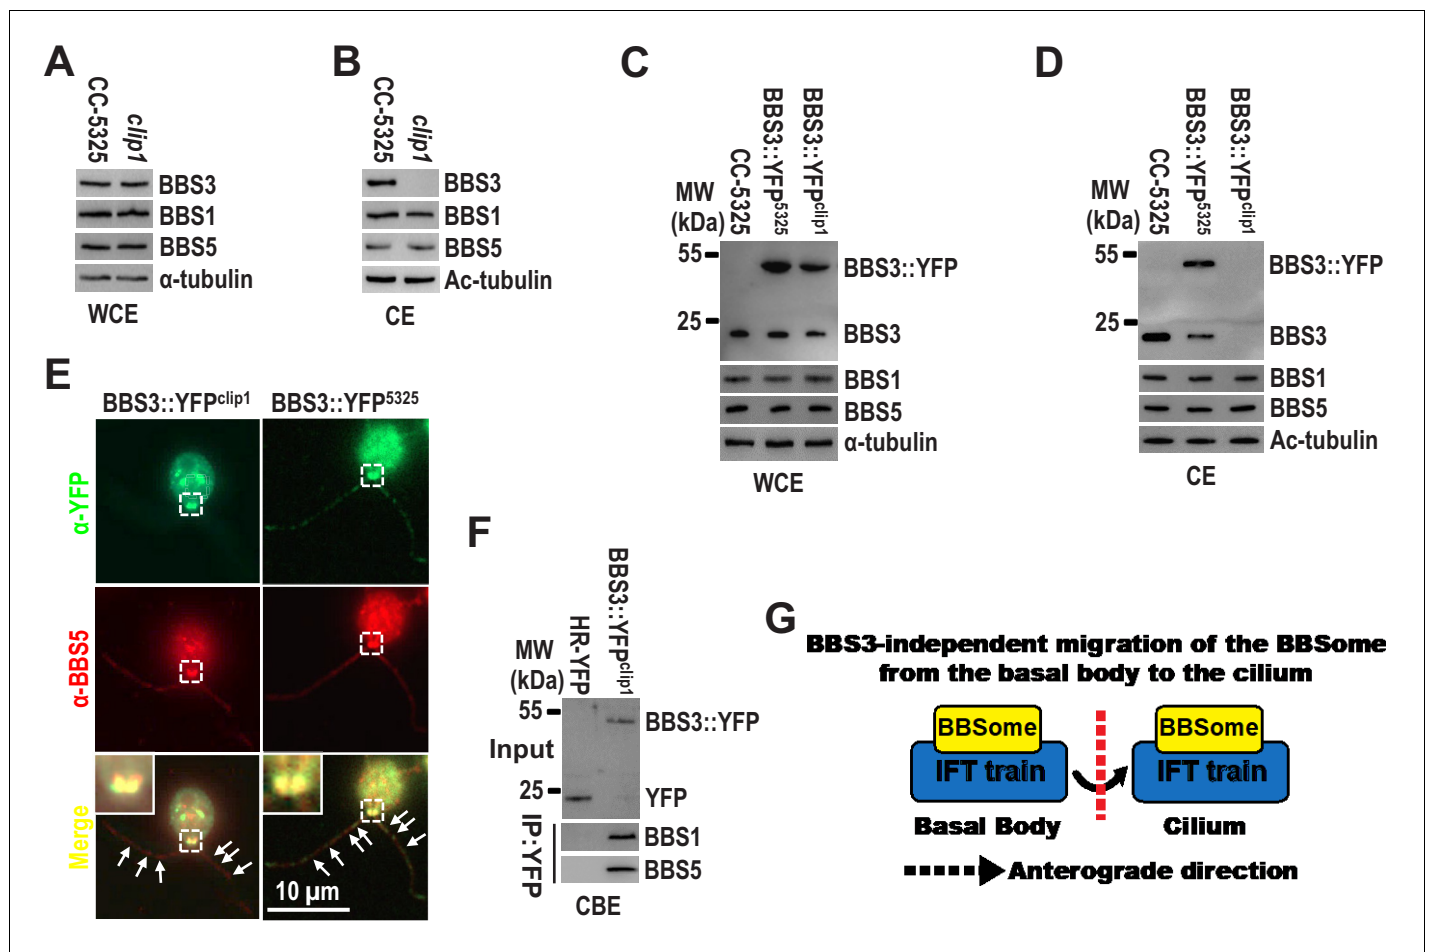 A
CC-5325
clip1
BBS3
BBS1
BBS5
α-tubulin
WCE
B
CC-5325
clip1
BBS3
BBS1
BBS5
Ac-tubulin
CE
C
MW
(kDa)
CC-5325
BBS3::YFP5325
BBS3::YFPclip1
55
25
BBS3::YFP
BBS3
BBS1
BBS5
α-tubulin
WCE
D
MW
(kDa)
CC-5325
BBS3::YFP5325
BBS3::YFPclip1
55
25
BBS3::YFP
BBS3
BBS1
BBS5
Ac-tubulin
CE
E
BBS3::YFPclip1
BBS3::YFP5325
α-YFP
α-BBS5
Merge
10 µm
F
MW
(kDa)
HR-YFP
BBS3::YFPclip1
55
Input
25
BBS3::YFP
YFP
IP:YFP
BBS1
BBS5
CBE
G
BBS3-independent migration of the BBSome
from the basal body to the cilium
BBSome
IFT train
BBSome
IFT train
Basal Body
Cilium
Anterograde direction